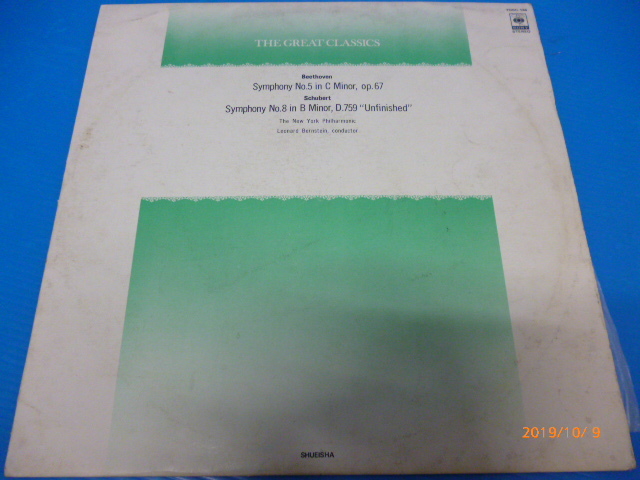 THE GREAT CLASSICS
Beethoven
Symphony No.5 in C Minor, op.67
Schubert
Symphony No.8 in B Minor, D.759 "Unfinished"
The New York Philharmonic
Leonard Bernstein, conductor
STEREO
SHUEISHA
2019/10/ 9